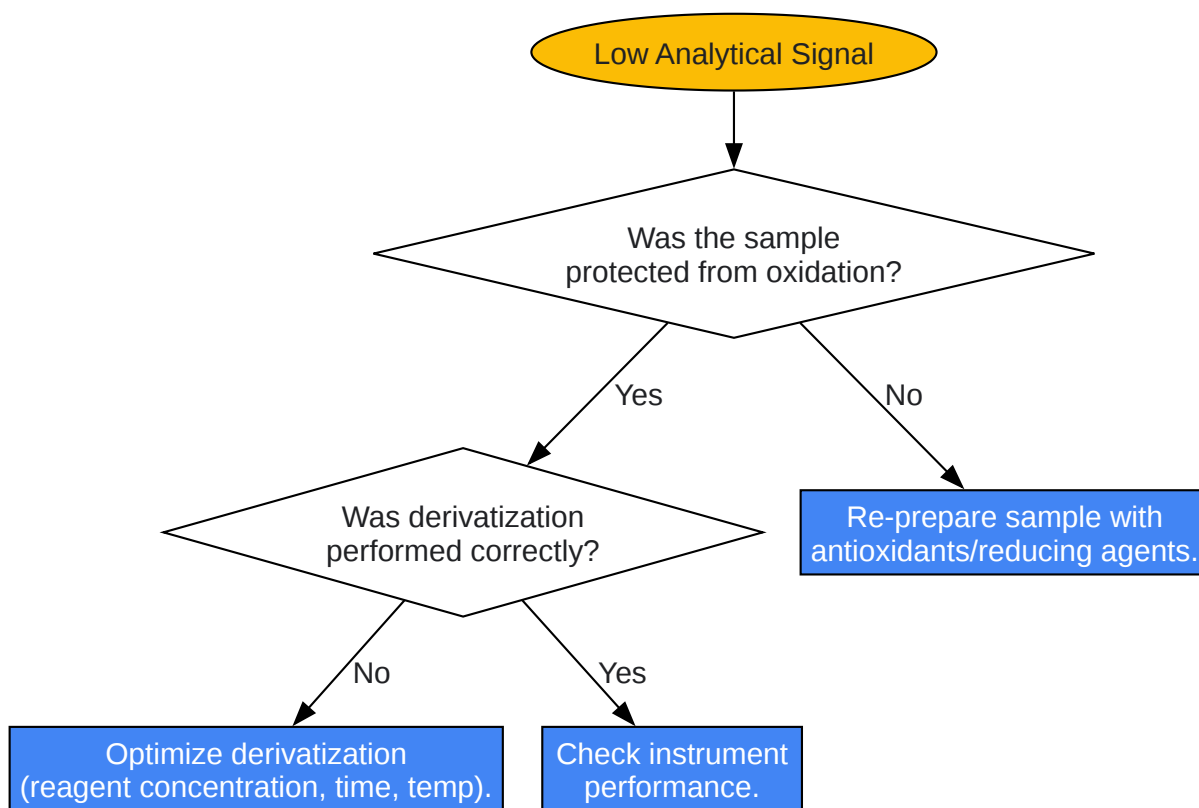 Low Analytical Signal
Was the sample
protected from oxidation?
Yes
No
Was derivatization
performed correctly?
Re-prepare sample with
antioxidants/reducing agents.
No
Yes
Optimize derivatization
(reagent concentration, time, temp).
Check instrument
performance.